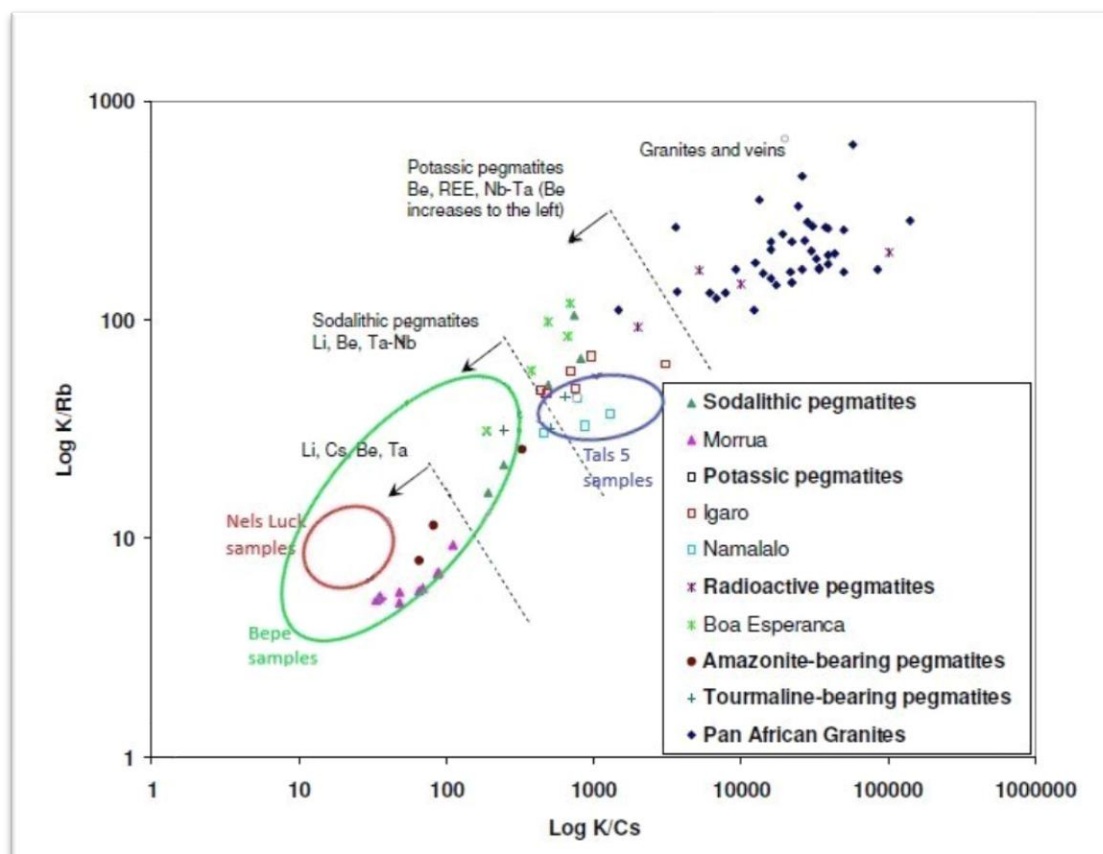 1000
100
10
1
Log K/Rb
Granites and veins
Potassic pegmatites
Be, REE, Nb-Ta (Be
increases to the left)
Sodalithic pegmatites
Li, Be, Ta-Nb
Li, Cs, Be, Ta
Nels Luck
samples
Bepe
samples
Tals 5
samples
Sodalithic pegmatites
Morrua
Potassic pegmatites
Igaro
Namalalo
Radioactive pegmatites
Boa Esperanca
Amazonite-bearing pegmatites
Tourmaline-bearing pegmatites
Pan African Granites
1 10 100 1000 10000 100000 1000000
Log K/Cs